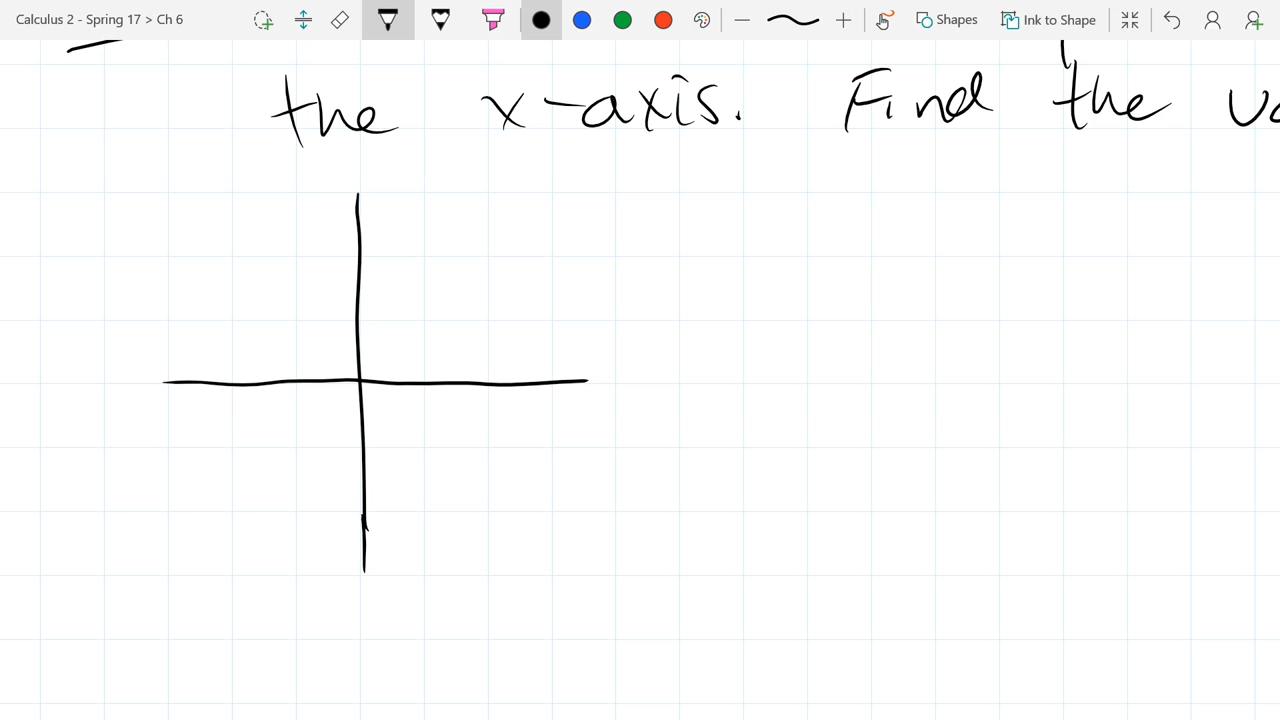 Calculus 2 - Spring 17 > Ch 6
Shapes
Ink to Shape
the x-axis. Find the